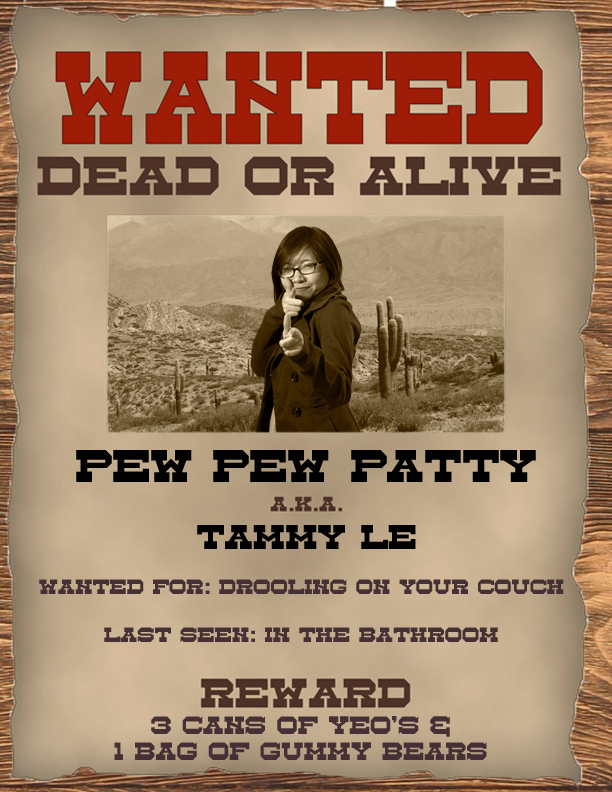 WANTED
DEAD OR ALIVE
PEW PEW PATTY
A.K.A.
TAMMY LE
WANTED FOR: DROOLING ON YOUR COUCH
LAST SEEN: IN THE BATHROOM
REWARD
3 CANS OF YEO'S &
1 BAG OF GUMMY BEARS